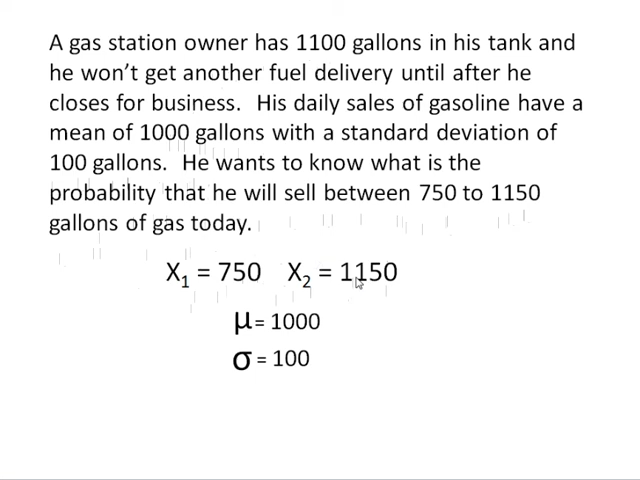 A gas station owner has 1100 gallons in his tank and
he won’t get another fuel delivery until after he
closes for business.  His daily sales of gasoline have a
mean of 1000 gallons with a standard deviation of
100 gallons.  He wants to know what is the
probability that he will sell between 750 to 1150
gallons of gas today.
X₁ = 750   X₂ = 1150
μ = 1000
σ = 100